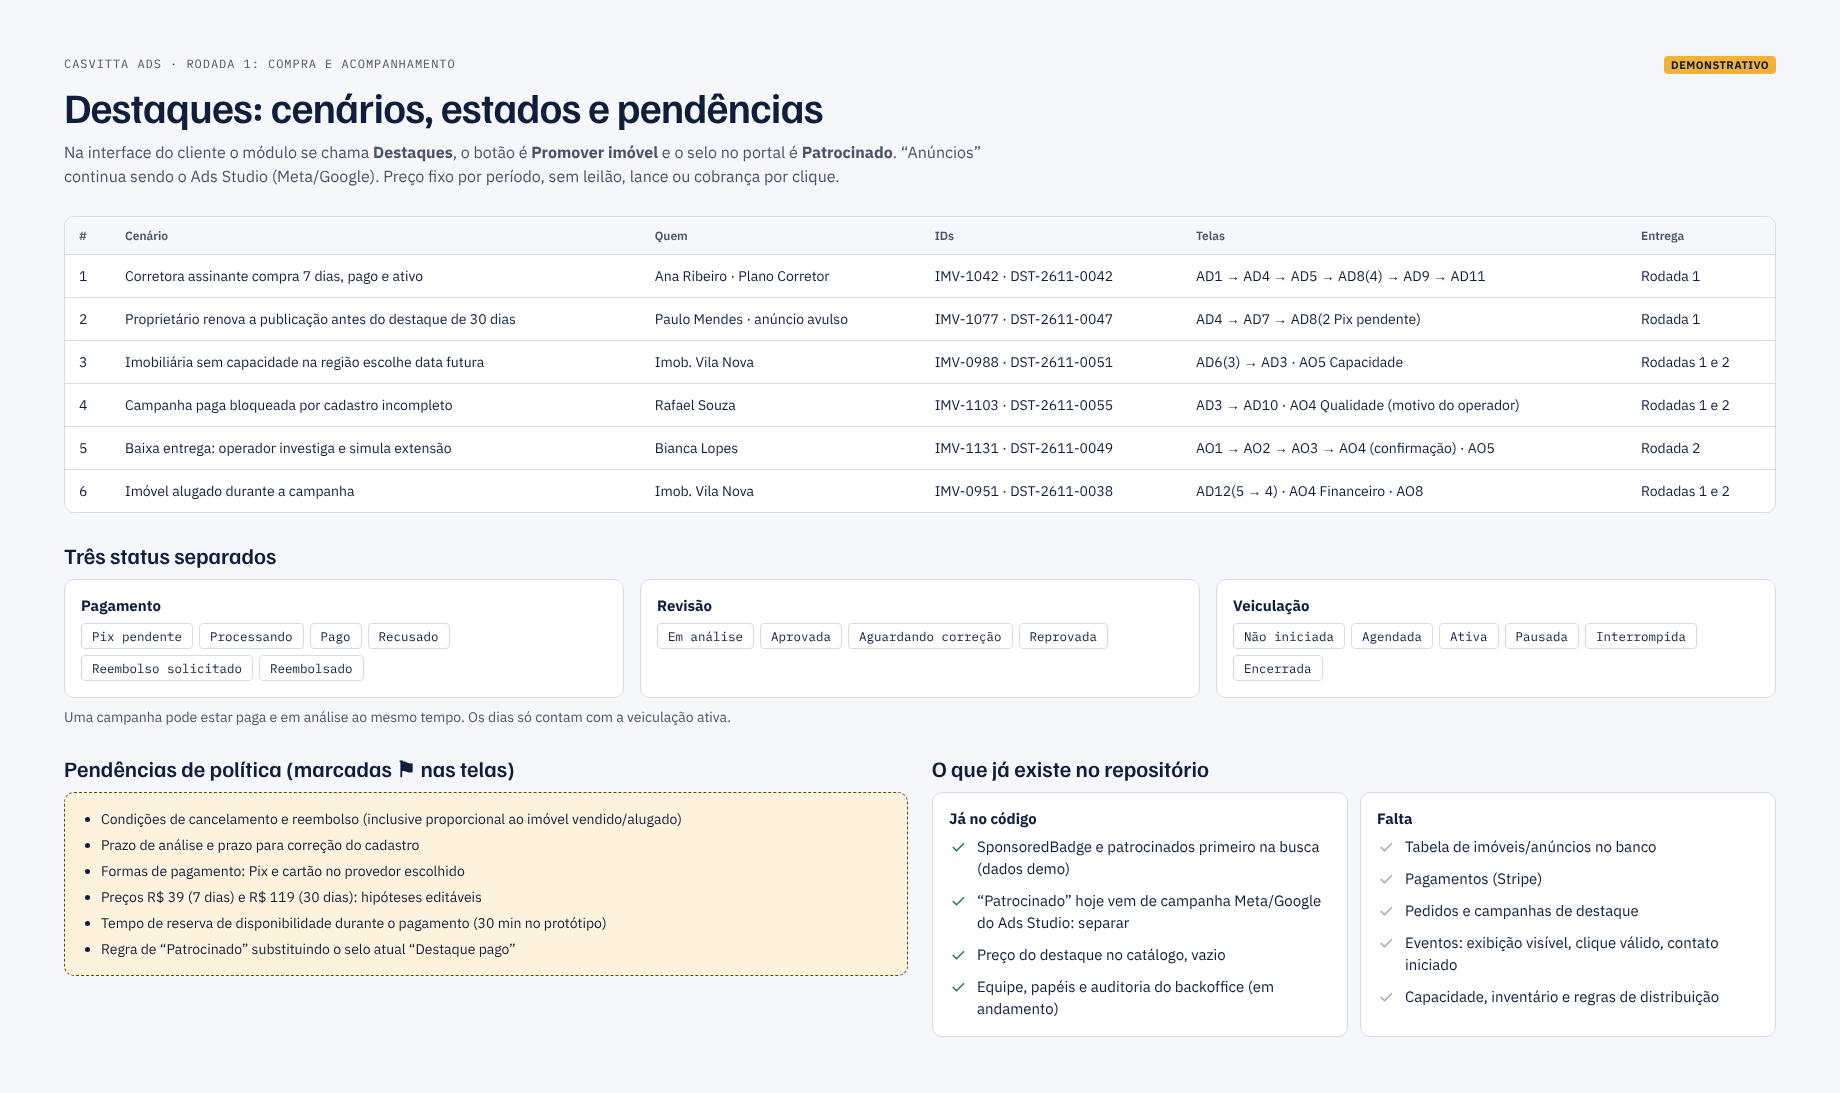 CASVITTA ADS · RODADA 1: COMPRA E ACOMPANHAMENTO
DEMONSTRATIVO
Destaques: cenários, estados e pendências
Na interface do cliente o módulo se chama Destaques, o botão é Promover imóvel e o selo no portal é Patrocinado. “Anúncios”
continua sendo o Ads Studio (Meta/Google). Preço fixo por período, sem leilão, lance ou cobrança por clique.
# Cenário Quem IDs Telas Entrega
1 Corretora assinante compra 7 dias, pago e ativo Ana Ribeiro · Plano Corretor IMV-1042 · DST-2611-0042 AD1 → AD4 → AD5 → AD8(4) → AD9 → AD11 Rodada 1
2 Proprietário renova a publicação antes do destaque de 30 dias Paulo Mendes · anúncio avulso IMV-1077 · DST-2611-0047 AD4 → AD7 → AD8(2 Pix pendente) Rodada 1
3 Imobiliária sem capacidade na região escolhe data futura Imob. Vila Nova IMV-0988 · DST-2611-0051 AD6(3) → AD3 · AO5 Capacidade Rodadas 1 e 2
4 Campanha paga bloqueada por cadastro incompleto Rafael Souza IMV-1103 · DST-2611-0055 AD3 → AD10 · AO4 Qualidade (motivo do operador) Rodadas 1 e 2
5 Baixa entrega: operador investiga e simula extensão Bianca Lopes IMV-1131 · DST-2611-0049 AO1 → AO2 → AO3 → AO4 (confirmação) · AO5 Rodada 2
6 Imóvel alugado durante a campanha Imob. Vila Nova IMV-0951 · DST-2611-0038 AD12(5 → 4) · AO4 Financeiro · AO8 Rodadas 1 e 2
Três status separados
Pagamento
Pix pendente Processando Pago Recusado
Reembolso solicitado Reembolsado
Revisão
Em análise Aprovada Aguardando correção Reprovada
Veiculação
Não iniciada Agendada Ativa Pausada Interrompida
Encerrada
Uma campanha pode estar paga e em análise ao mesmo tempo. Os dias só contam com a veiculação ativa.
Pendências de política (marcadas ⚑ nas telas)
• Condições de cancelamento e reembolso (inclusive proporcional ao imóvel vendido/alugado)
• Prazo de análise e prazo para correção do cadastro
• Formas de pagamento: Pix e cartão no provedor escolhido
• Preços R$ 39 (7 dias) e R$ 119 (30 dias): hipóteses editáveis
• Tempo de reserva de disponibilidade durante o pagamento (30 min no protótipo)
• Regra de “Patrocinado” substituindo o selo atual “Destaque pago”
O que já existe no repositório
Já no código
✓ SponsoredBadge e patrocinados primeiro na busca
(dados demo)
✓ “Patrocinado” hoje vem de campanha Meta/Google
do Ads Studio: separar
✓ Preço do destaque no catálogo, vazio
✓ Equipe, papéis e auditoria do backoffice (em
andamento)
Falta
✓ Tabela de imóveis/anúncios no banco
✓ Pagamentos (Stripe)
✓ Pedidos e campanhas de destaque
✓ Eventos: exibição visível, clique válido, contato
iniciado
✓ Capacidade, inventário e regras de distribuição